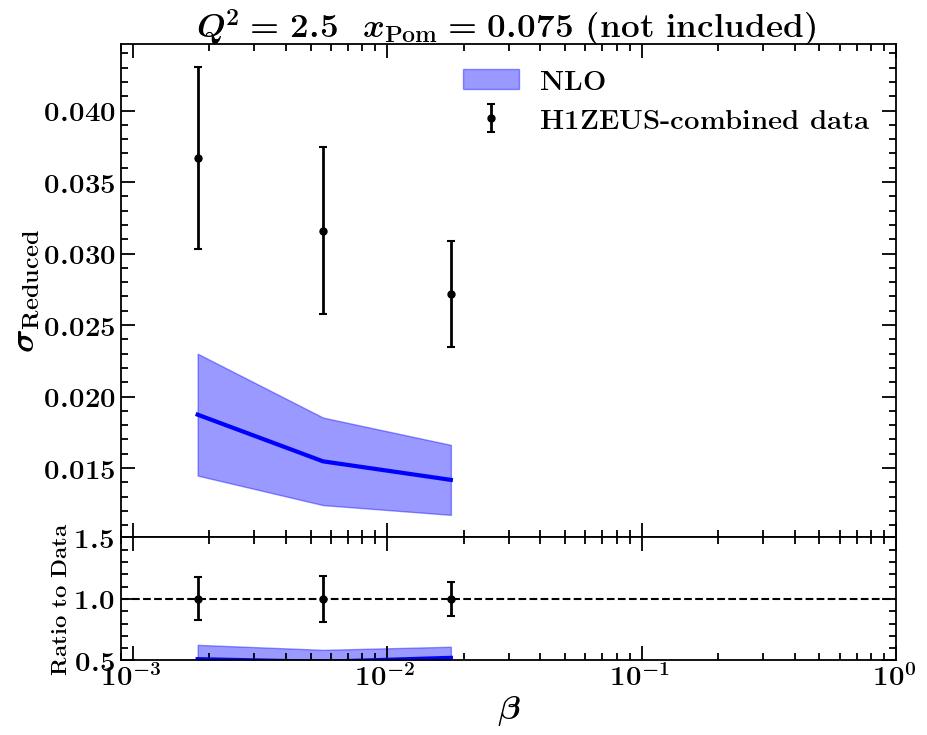 Q² = 2.5 x_Pom = 0.075 (not included)
NLO
H1ZEUS-combined data
0.040
0.035
0.030
0.025
0.020
0.015
σ_Reduced
1.5
1.0
0.5
Ratio to Data
10⁻³ 10⁻² 10⁻¹ 10⁰
β